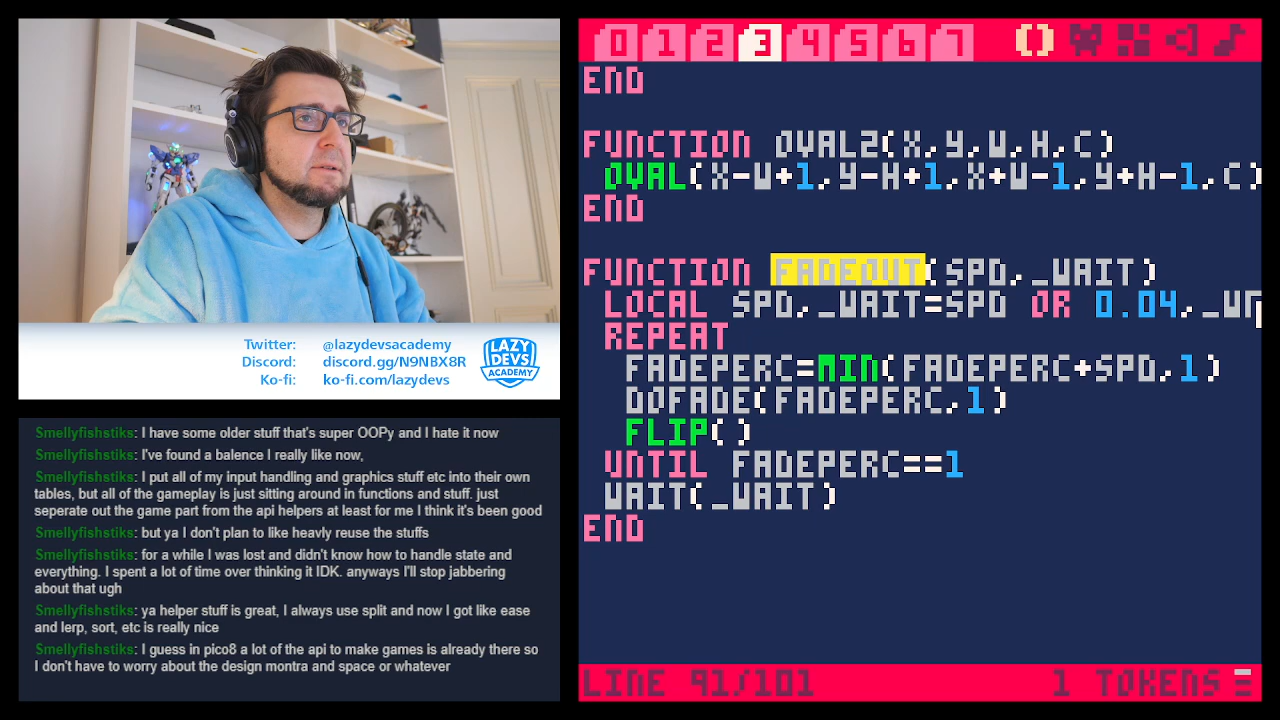 Twitter: @lazydevsacademy
Discord: discord.gg/N9NBX8R
Ko-fi: ko-fi.com/lazydevs
LAZY
DEVS
ACADEMY
Smellyfishstiks: I have some older stuff that's super OOPy and I hate it now
Smellyfishstiks: I've found a balence I really like now,
Smellyfishstiks: I put all of my input handling and graphics stuff etc into their own
tables, but all of the gameplay is just sitting around in functions and stuff. just
seperate out the game part from the api helpers at least for me I think it's been good
Smellyfishstiks: but ya I don't plan to like heavly reuse the stuffs
Smellyfishstiks: for a while I was lost and didn't know how to handle state and
everything. I spent a lot of time over thinking it IDK. anyways I'll stop jabbering
about that ugh
Smellyfishstiks: ya helper stuff is great, I always use split and now I got like ease
and lerp, sort, etc is really nice
Smellyfishstiks: I guess in pico8 a lot of the api to make games is already there so
I don't have to worry about the design montra and space or whatever
0 1 2 3 4 5 6 7 ()
END
FUNCTION OVAL2(X,Y,W,H,C)
OVAL(X-W+1,Y-H+1,X+W-1,Y+H-1,C)
END
FUNCTION FADEOUT(SPD,_WAIT)
LOCAL SPD,_WAIT=SPD OR 0.04,
REPEAT
FADEPERC=MIN(FADEPERC+SPD,1)
DOFADE(FADEPERC,1)
FLIP()
UNTIL FADEPERC==1
WAIT(_WAIT)
END
LINE 91/101 1 TOKENS